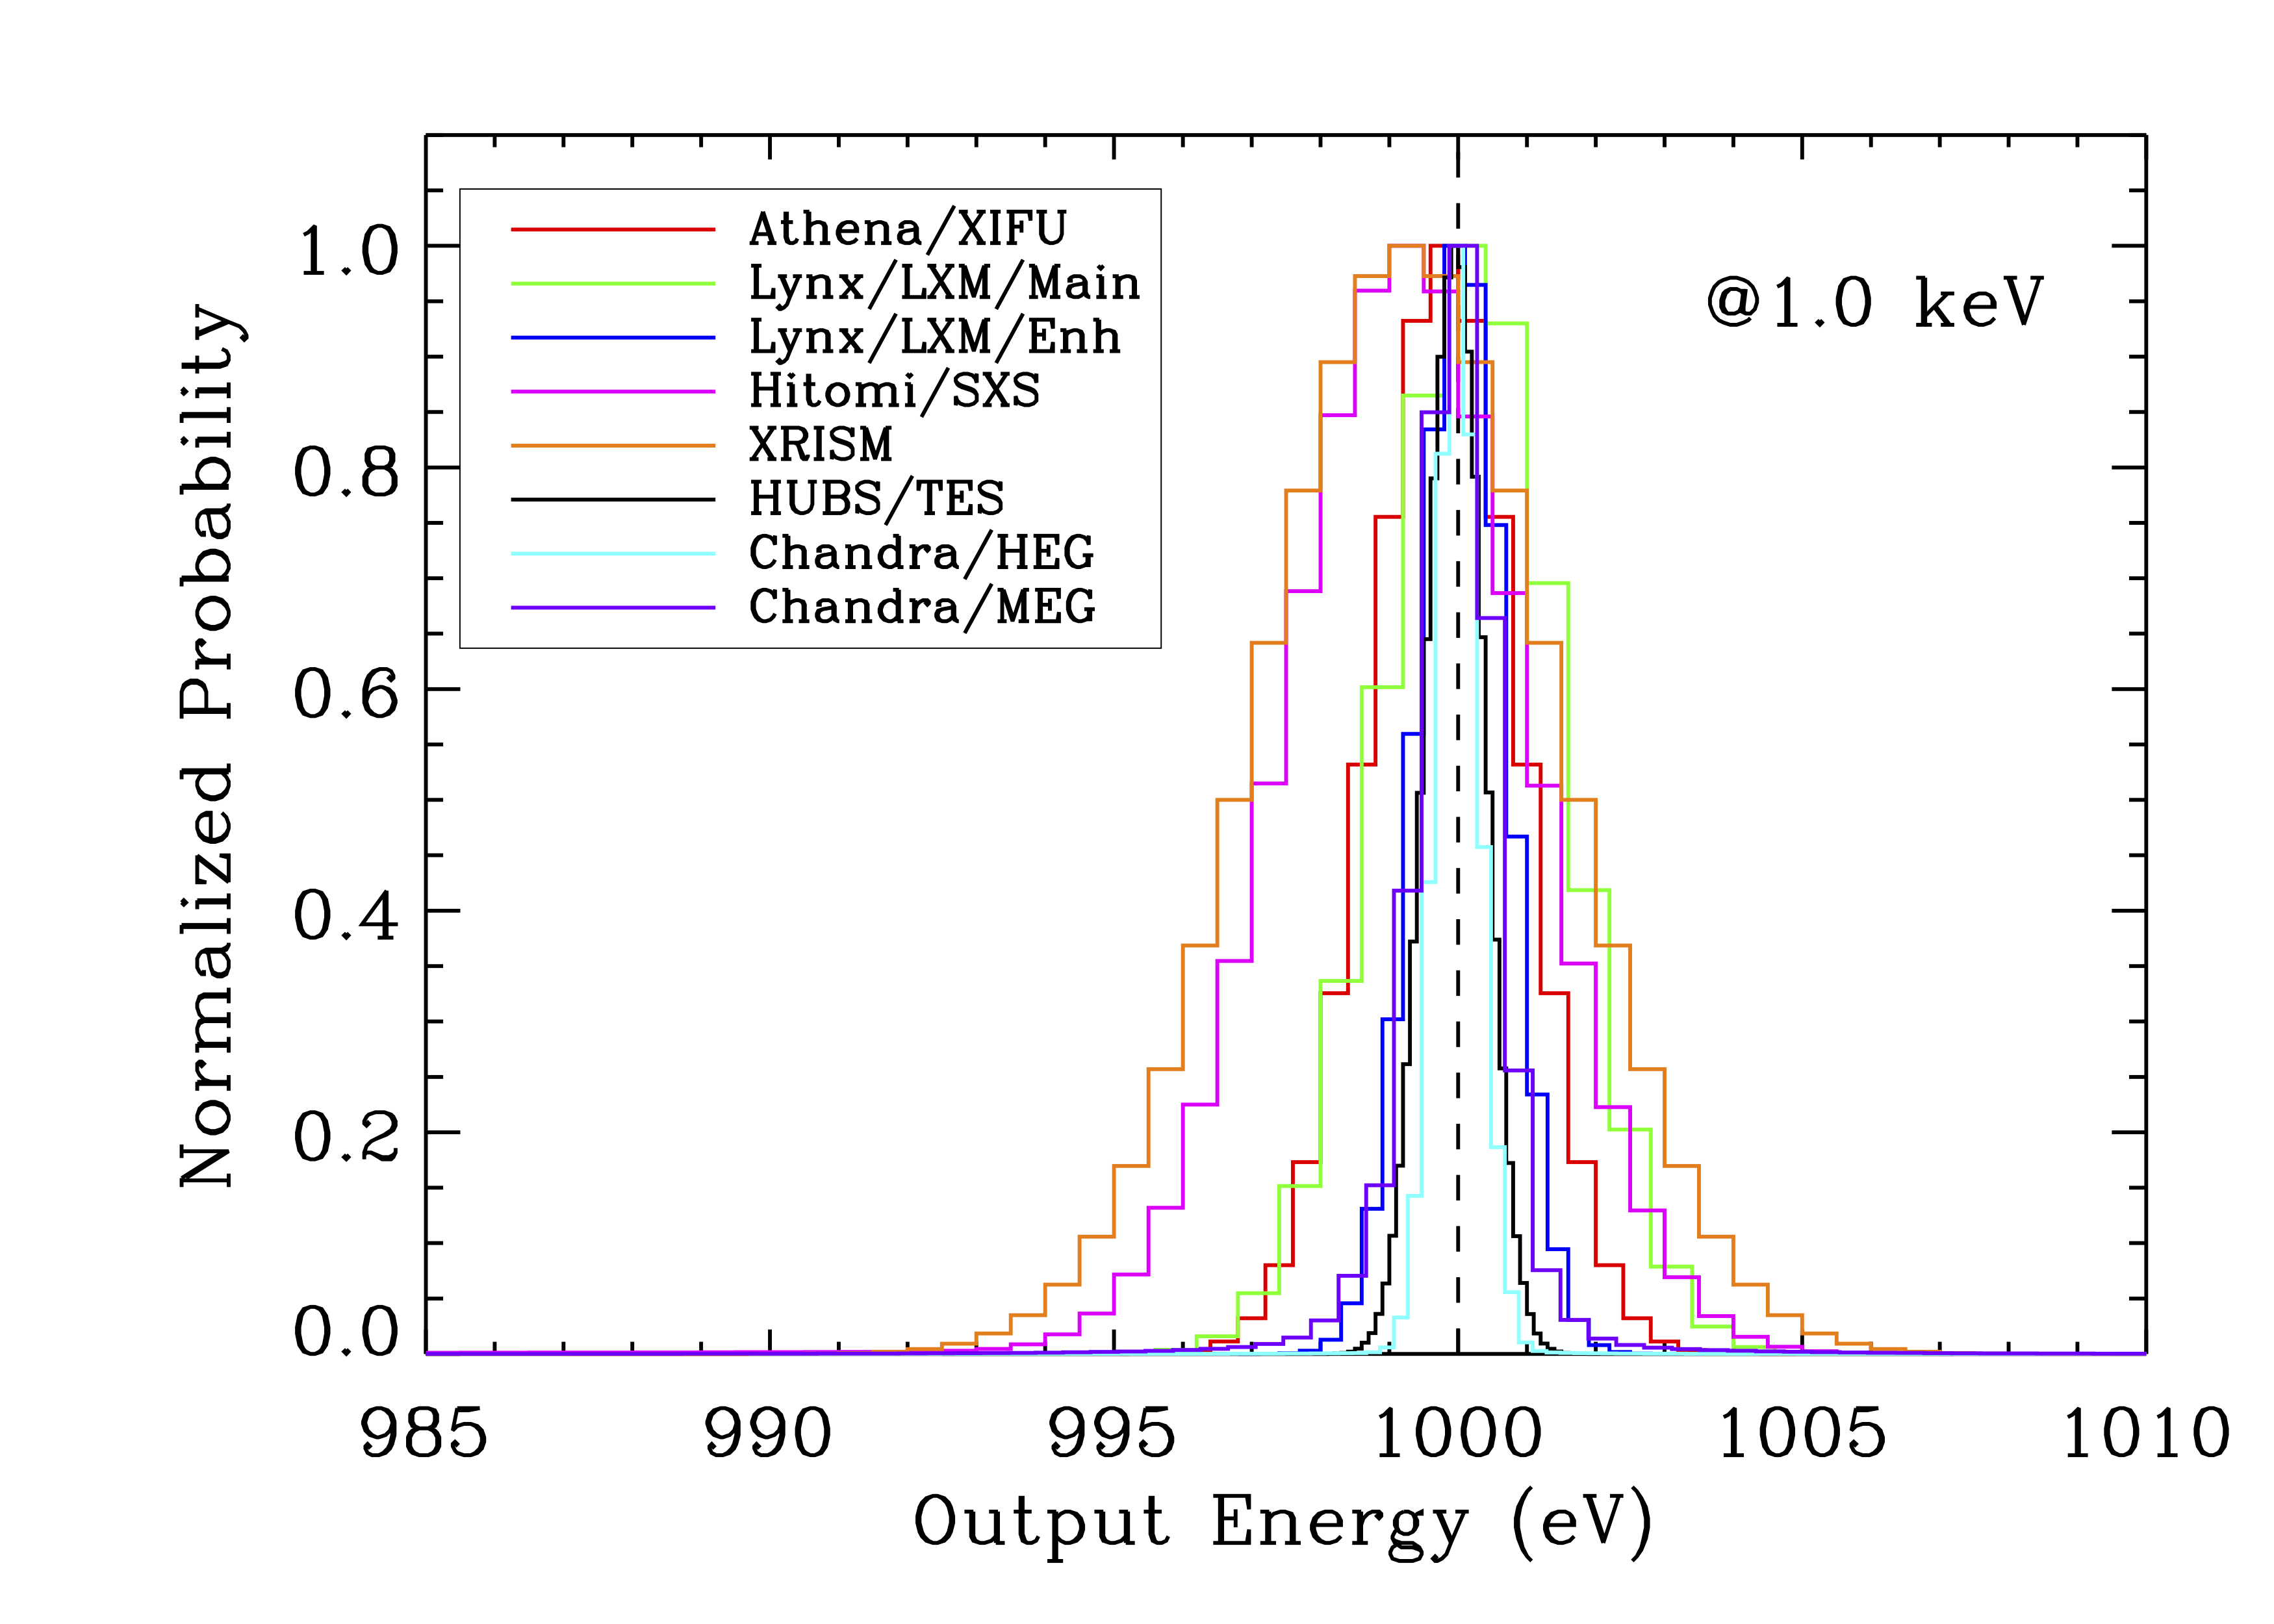 Athena/XIFU
Lynx/LXM/Main
Lynx/LXM/Enh
Hitomi/SXS
XRISM
HUBS/TES
Chandra/HEG
Chandra/MEG
@1.0 keV
Normalized Probability
1.0
0.8
0.6
0.4
0.2
0.0
985 990 995 1000 1005 1010
Output Energy (eV)